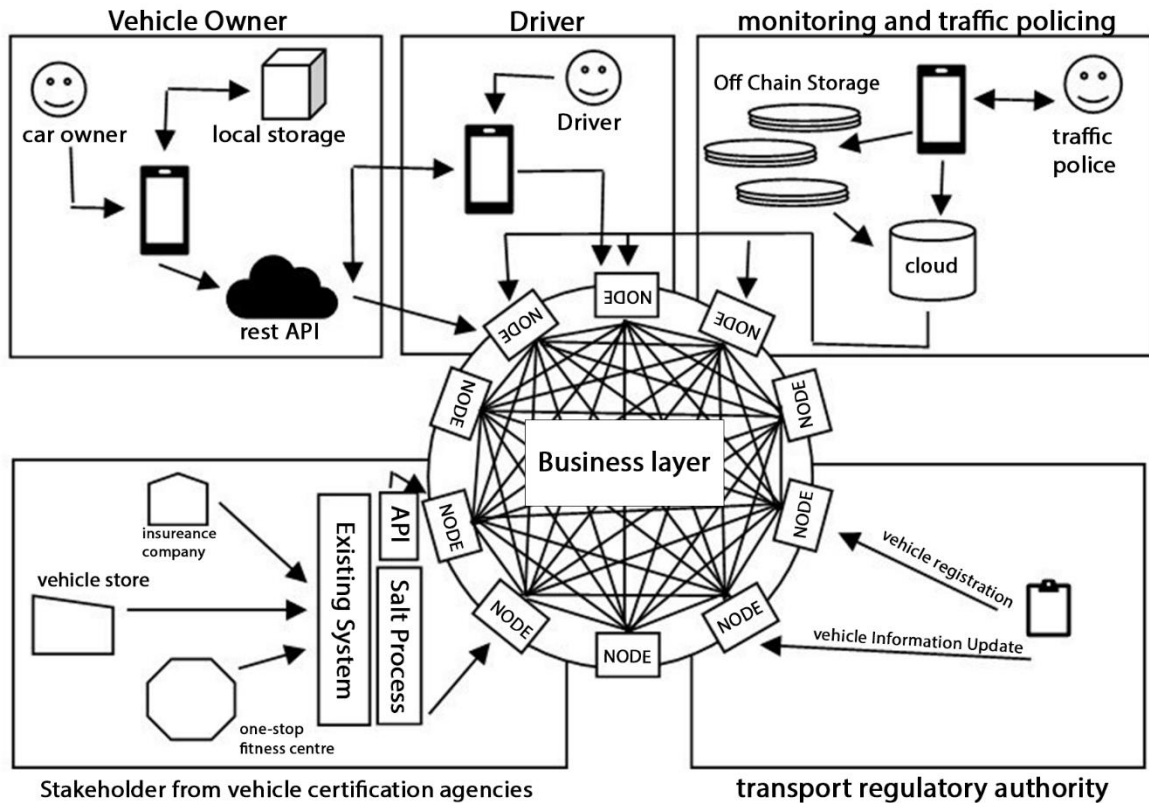 Vehicle Owner
Driver
monitoring and traffic policing
car owner
local storage
rest API
Driver
Off Chain Storage
traffic
police
cloud
NODE
NODE
NODE
NODE
NODE
NODE
NODE
NODE
NODE
NODE
NODE
Business layer
insureance
company
vehicle store
one-stop
fitness centre
Existing System
API
Salt Process
vehicle registration
vehicle Information Update
Stakeholder from vehicle certification agencies
transport regulatory authority